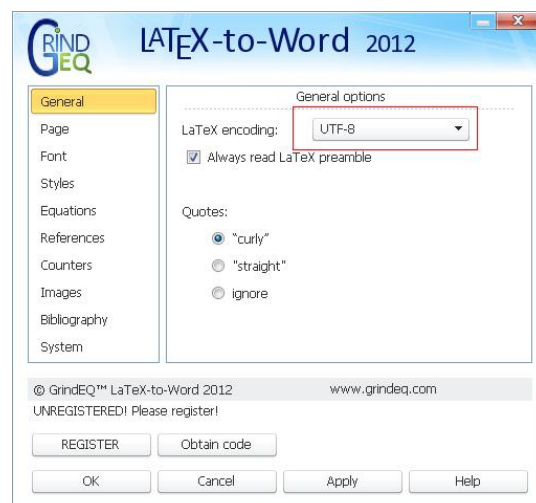 GRIND
EQ
LATEX-to-Word 2012
General
Page
Font
Styles
Equations
References
Counters
Images
Bibliography
System
General options
LaTeX encoding: UTF-8
Always read LaTeX preamble
Quotes:
“curly”
"straight"
ignore
© GrindEQ™ LaTeX-to-Word 2012 www.grindeq.com
UNREGISTERED! Please register!
REGISTER Obtain code
OK Cancel Apply Help